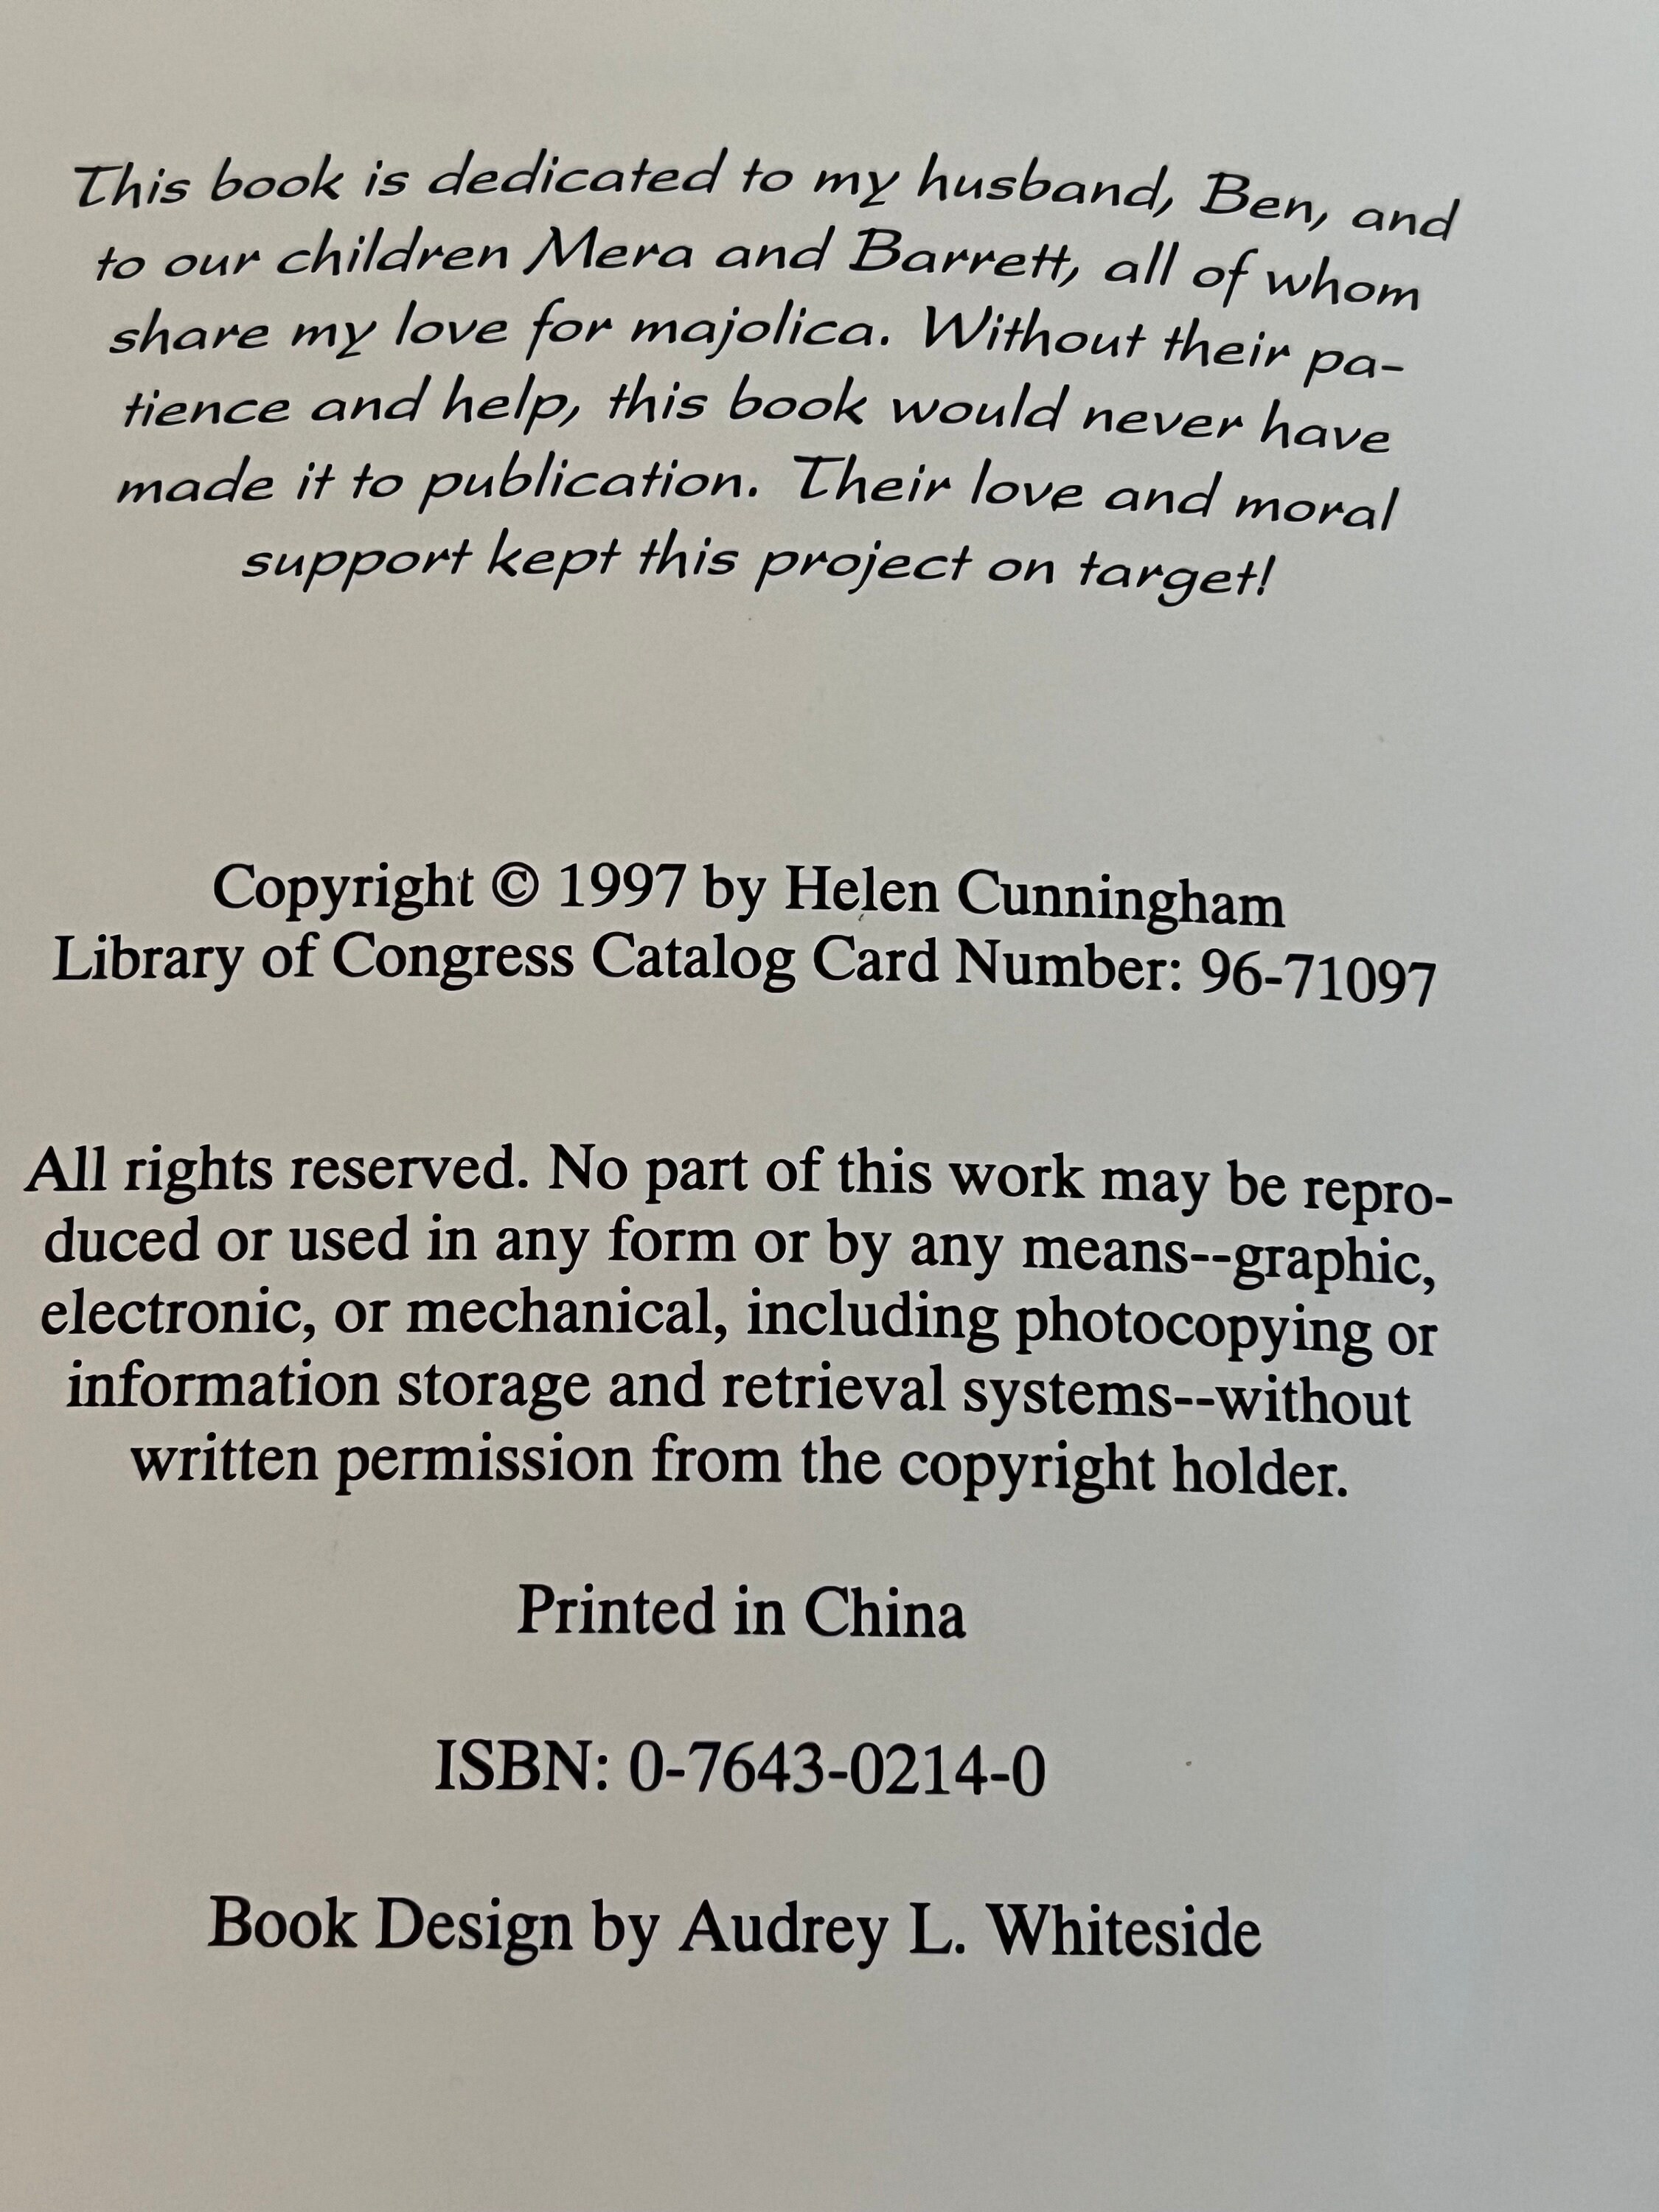 This book is dedicated to my husband, Ben, and
to our children Mera and Barrett, all of whom
share my love for majolica. Without their pa-
tience and help, this book would never have
made it to publication. Their love and moral
support kept this project on target!
Copyright © 1997 by Helen Cunningham
Library of Congress Catalog Card Number: 96-71097
All rights reserved. No part of this work may be repro-
duced or used in any form or by any means--graphic,
electronic, or mechanical, including photocopying or
information storage and retrieval systems--without
written permission from the copyright holder.
Printed in China
ISBN: 0-7643-0214-0
Book Design by Audrey L. Whiteside